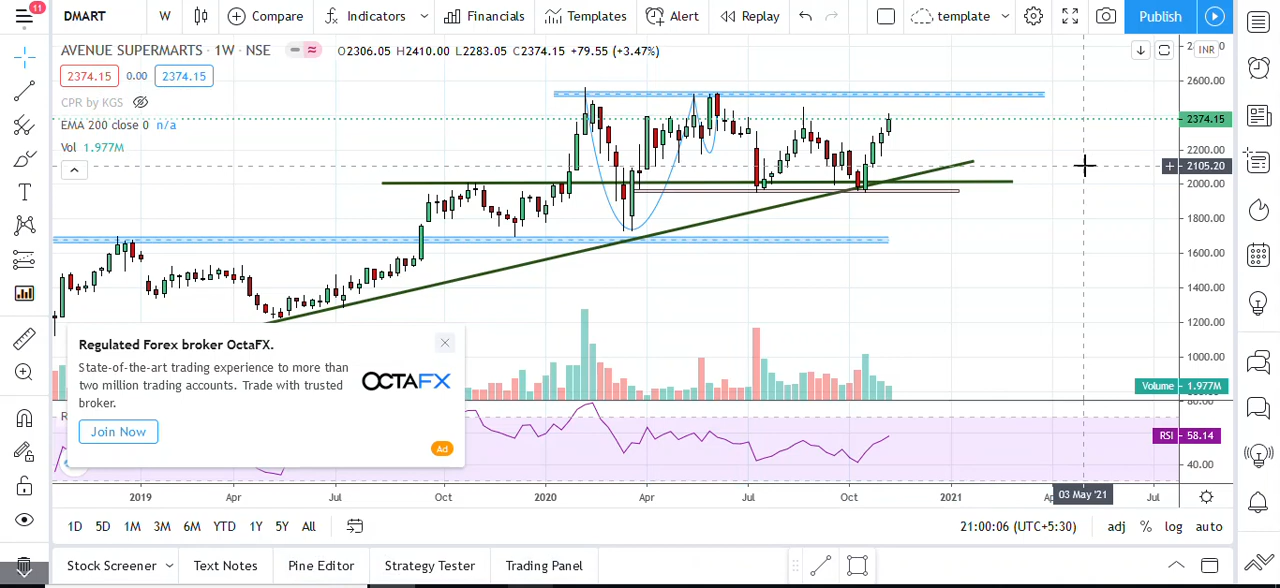 11
DMART
W
Compare
Indicators
Financials
Templates
Alert
Replay
template
Publish
AVENUE SUPERMARTS · 1W · NSE
O2306.05 H2410.00 L2283.05 C2374.15 +79.55 (+3.47%)
INR
2374.15 0.00 2374.15
CPR by KGS
EMA 200 close 0 n/a
Vol 1.977M
2600.00
2374.15
2200.00
2105.20
2000.00
1800.00
1600.00
1400.00
1200.00
1000.00
Volume 1.977M
RSI 58.14
40.00
Regulated Forex broker OctaFX.
State-of-the-art trading experience to more than
two million trading accounts. Trade with trusted
broker.
OCTAFX
Join Now
Ad
2019 Apr Jul Oct 2020 Apr Jul Oct 2021 03 May '21 Jul
1D 5D 1M 3M 6M YTD 1Y 5Y All
21:00:06 (UTC+5:30) adj % log auto
Stock Screener Text Notes Pine Editor Strategy Tester Trading Panel